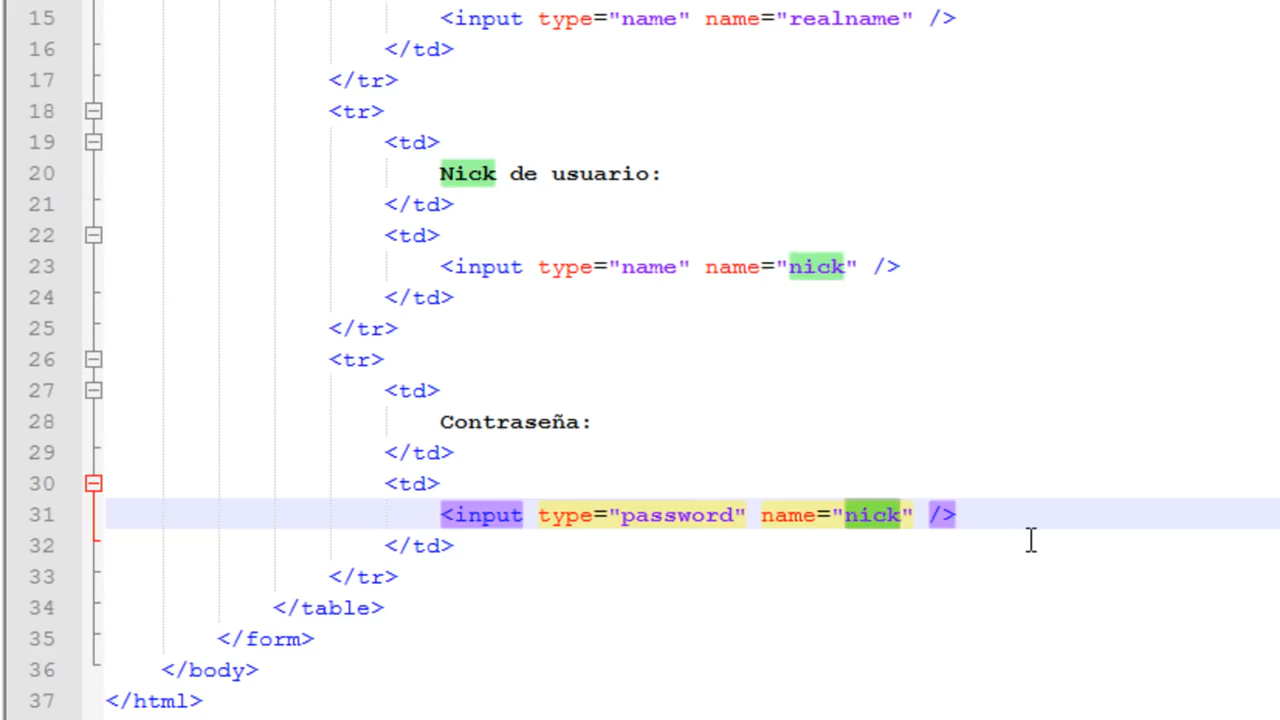 15 <input type="name" name="realname" />
16 </td>
17 </tr>
18 <tr>
19 <td>
20 Nick de usuario:
21 </td>
22 <td>
23 <input type="name" name="nick" />
24 </td>
25 </tr>
26 <tr>
27 <td>
28 Contraseña:
29 </td>
30 <td>
31 <input type="password" name="nick" />
32 </td>
33 </tr>
34 </table>
35 </form>
36 </body>
37 </html>